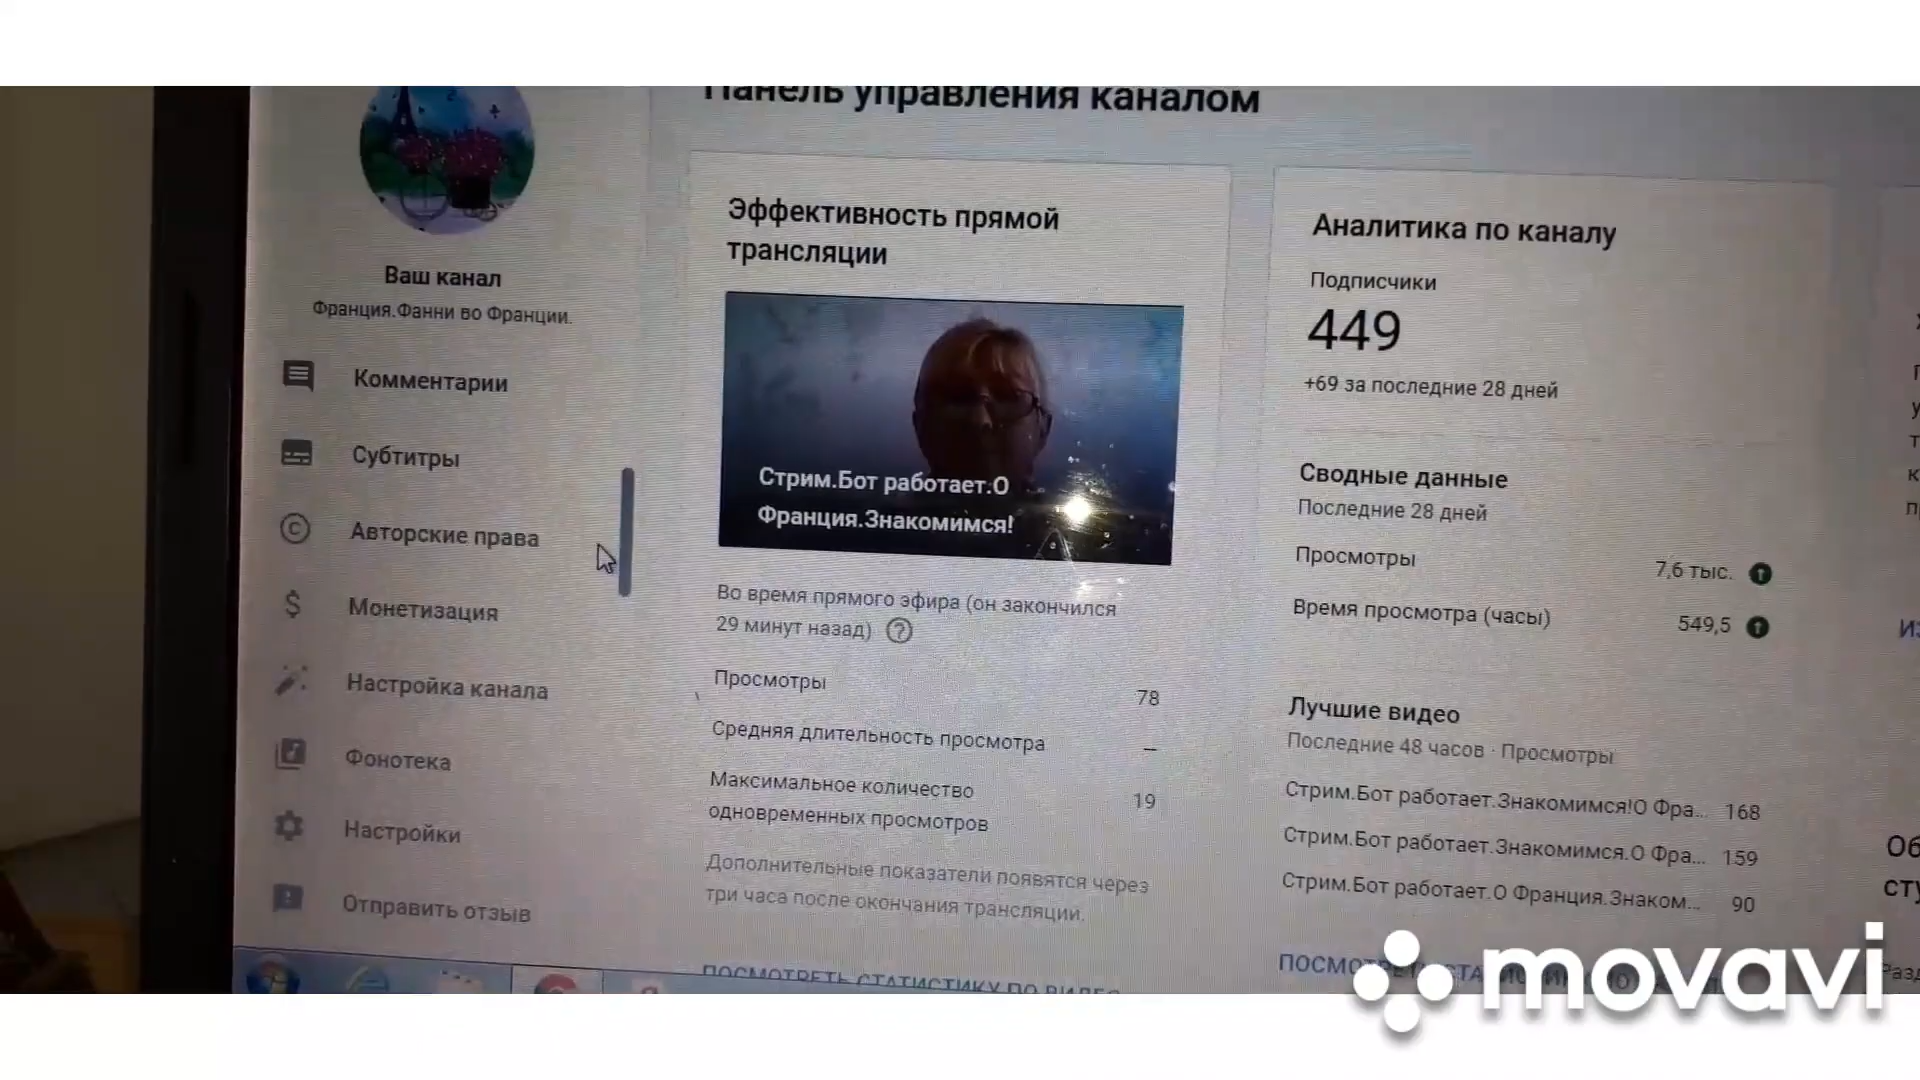 Панель управления каналом
Ваш канал
Франция.Фанни во Франции.
Комментарии
Субтитры
Авторские права
Монетизация
Настройка канала
Фонотека
Настройки
Отправить отзыв
Эффективность прямой
трансляции
Стрим.Бот работает.О
Франция.Знакомимся!
Во время прямого эфира (он закончился
29 минут назад)
Просмотры 78
Средняя длительность просмотра —
Максимальное количество
одновременных просмотров 19
Дополнительные показатели появятся через
три часа после окончания трансляции.
ПОСМОТРЕТЬ СТАТИСТИКУ ПО ВИДЕО
Аналитика по каналу
Подписчики
449
+69 за последние 28 дней
Сводные данные
Последние 28 дней
Просмотры 7,6 тыс.
Время просмотра (часы) 549,5
Лучшие видео
Последние 48 часов · Просмотры
Стрим.Бот работает.Знакомимся!О Фра... 168
Стрим.Бот работает.Знакомимся.О Фра... 159
Стрим.Бот работает.О Франция.Знаком... 90
movavi